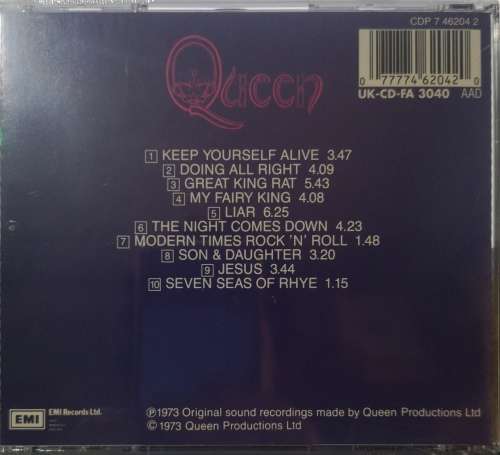 CDP 7 46204 2
Queen
0 77774 62042 0
UK-CD-FA 3040 AAD
1 KEEP YOURSELF ALIVE 3.47
2 DOING ALL RIGHT 4.09
3 GREAT KING RAT 5.43
4 MY FAIRY KING 4.08
5 LIAR 6.25
6 THE NIGHT COMES DOWN 4.23
7 MODERN TIMES ROCK 'N' ROLL 1.48
8 SON & DAUGHTER 3.20
9 JESUS 3.44
10 SEVEN SEAS OF RHYE 1.15
EMI EMI Records Ltd.
℗1973 Original sound recordings made by Queen Productions Ltd
©1973 Queen Productions Ltd